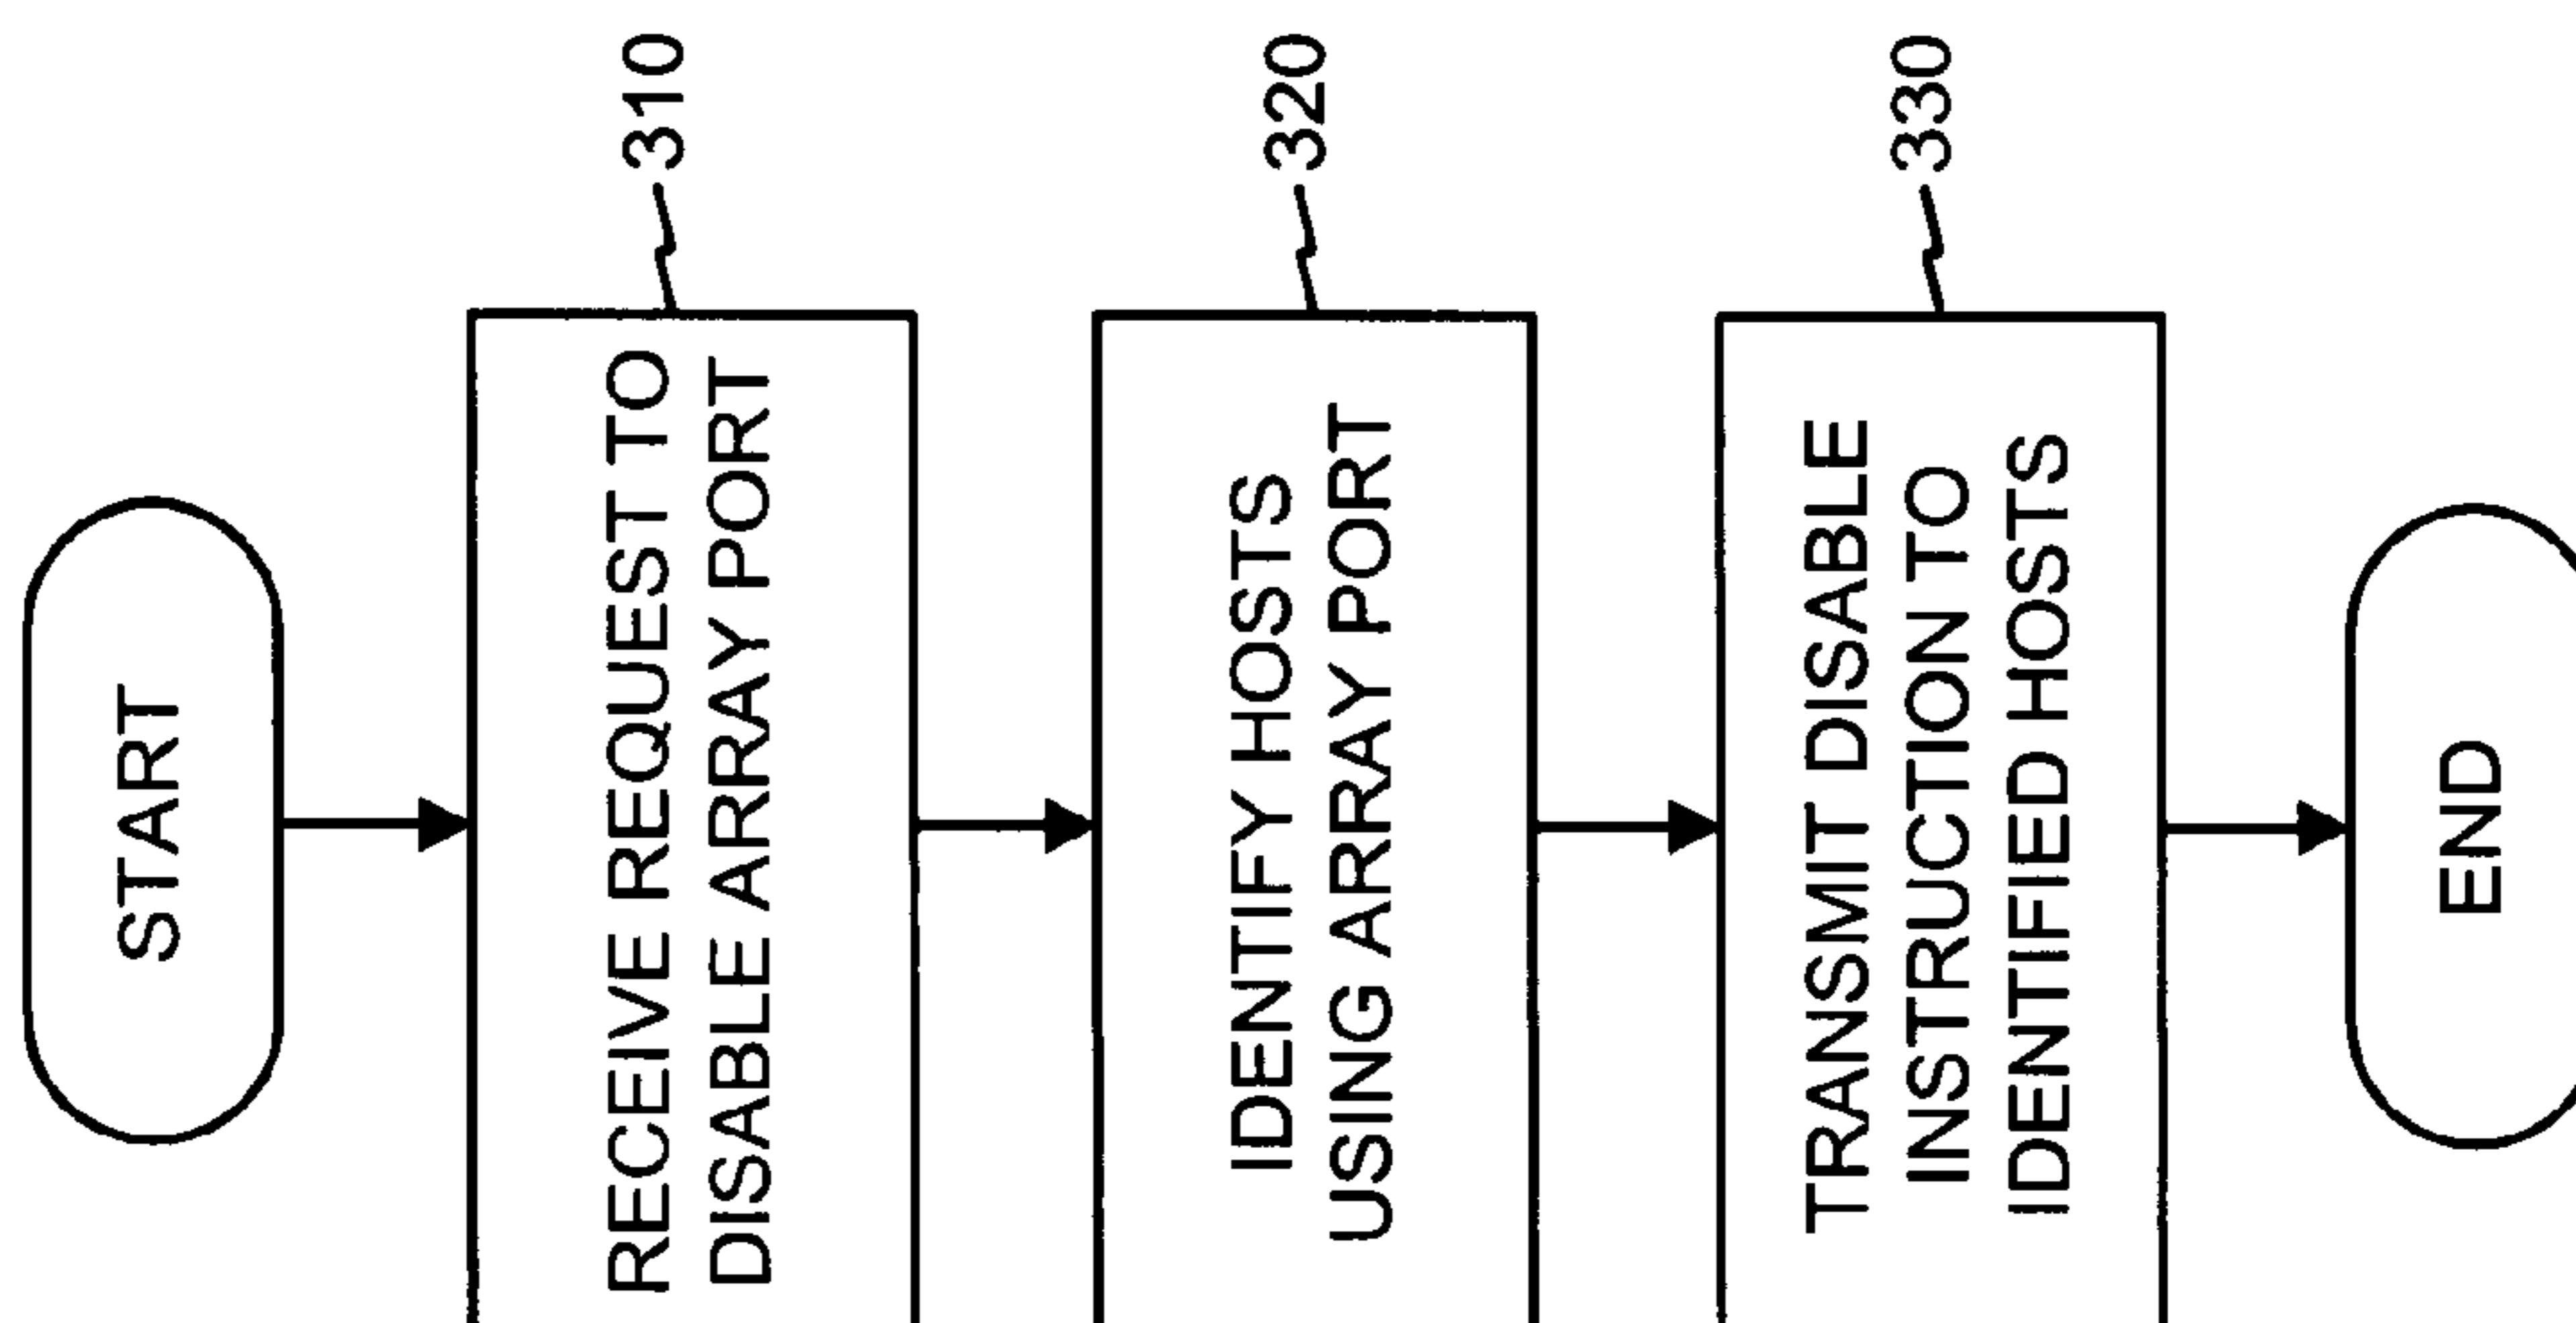 START
310
RECEIVE REQUEST TO
DISABLE ARRAY PORT
320
IDENTIFY HOSTS
USING ARRAY PORT
330
TRANSMIT DISABLE
INSTRUCTION TO
IDENTIFIED HOSTS
END